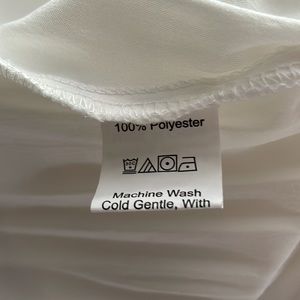 100% Polyester
Machine Wash
Cold Gentle, With